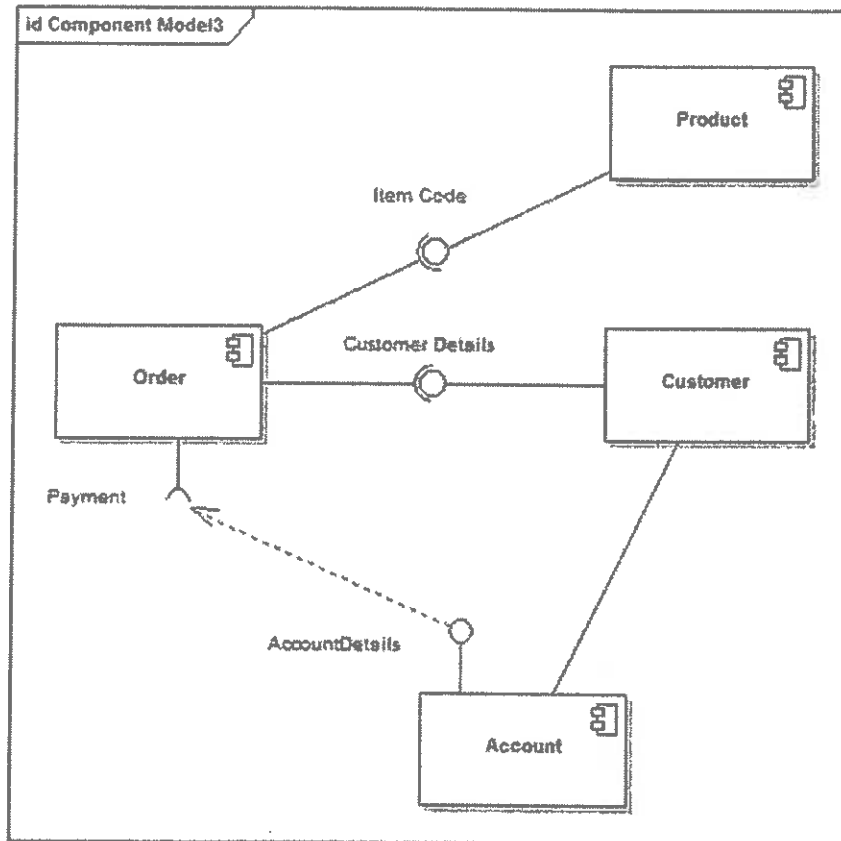 id Component Model3
Product
Item Code
Customer Details
Order
Customer
Payment
AccountDetails
Account